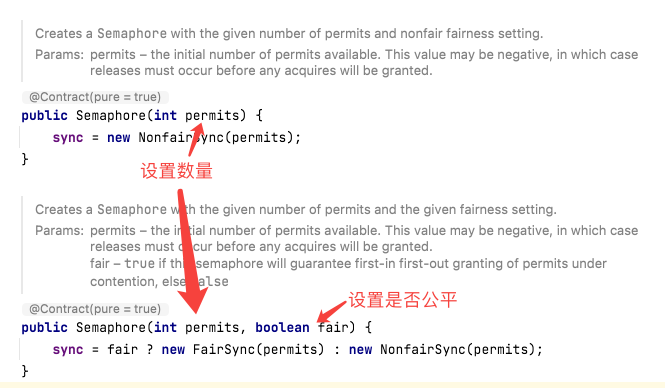 Creates a Semaphore with the given number of permits and nonfair fairness setting.
Params: permits – the initial number of permits available. This value may be negative, in which case
releases must occur before any acquires will be granted.
@Contract(pure = true)
public Semaphore(int permits) {
sync = new NonfairSync(permits);
}
设置数量
Creates a Semaphore with the given number of permits and the given fairness setting.
Params: permits – the initial number of permits available. This value may be negative, in which case
releases must occur before any acquires will be granted.
fair – true if this semaphore will guarantee first-in first-out granting of permits under
contention, else false
@Contract(pure = true)
设置是否公平
public Semaphore(int permits, boolean fair) {
sync = fair ? new FairSync(permits) : new NonfairSync(permits);
}